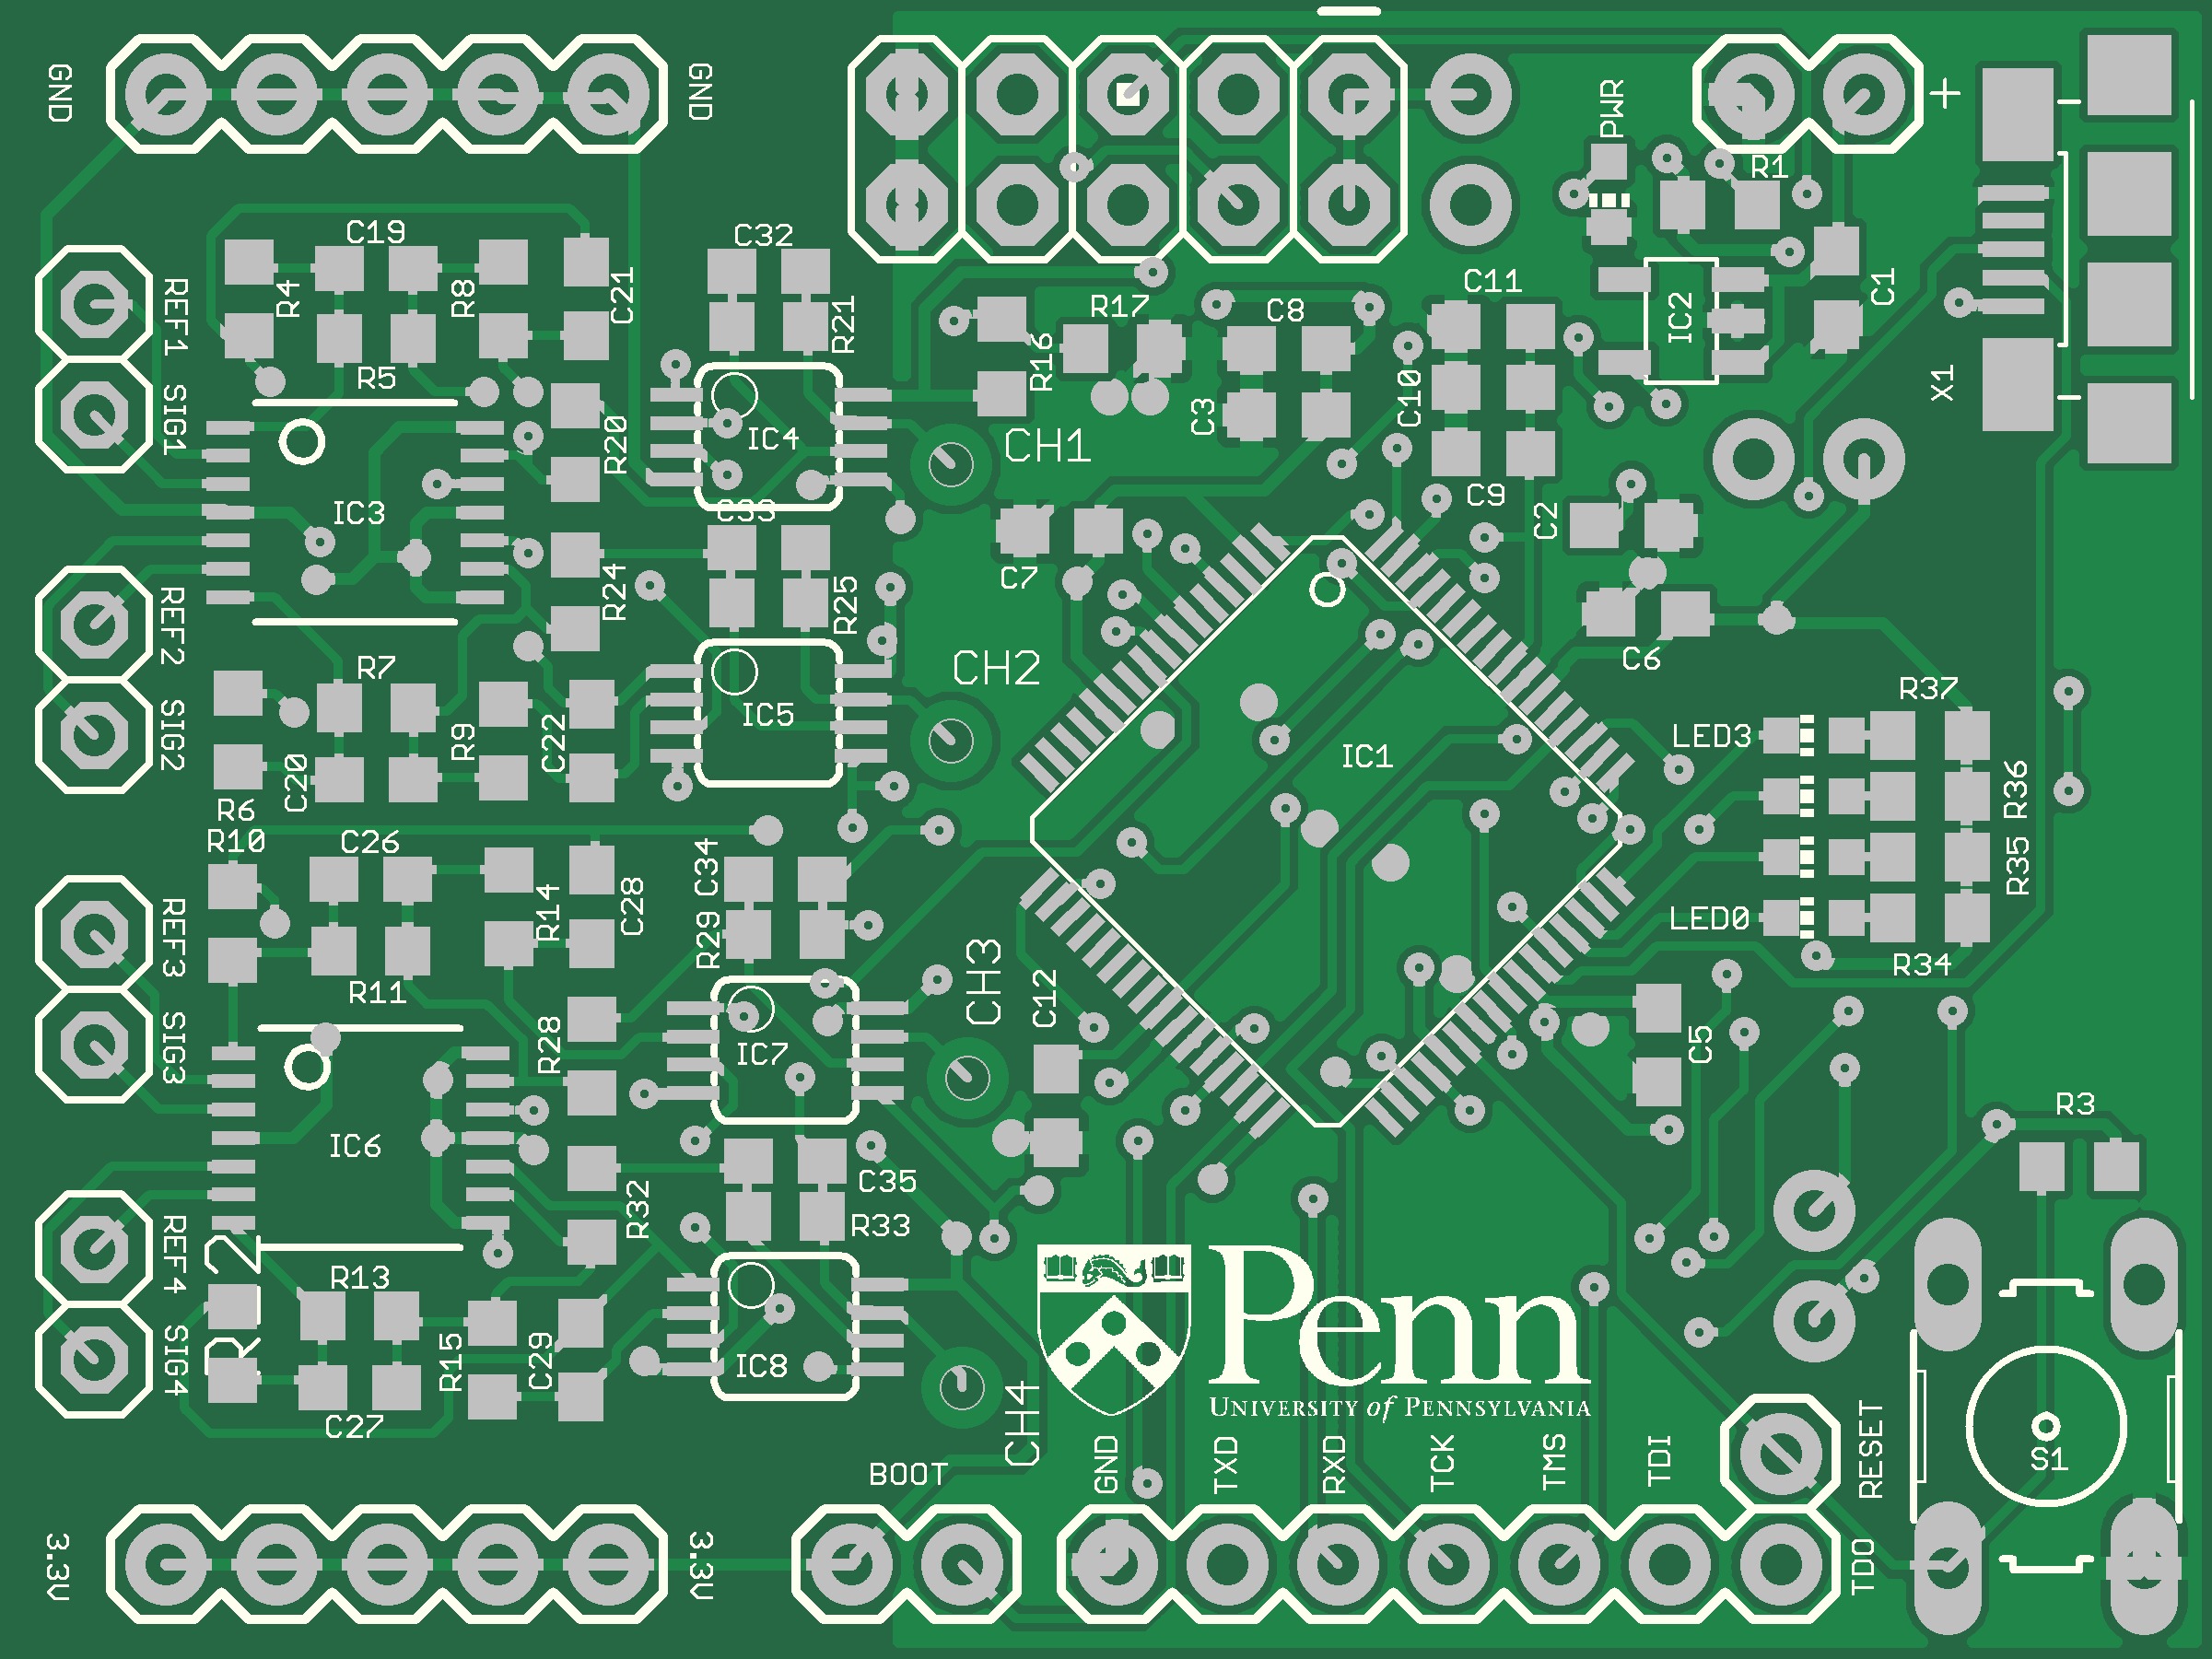 GND
GND
PWR
+
R1
C19
C32
R4
R8
C21
R21
REF1
R5
SIG1
R17
R16
C8
C11
IC2
C1
X1
C3
C10
R20
IC4
CH1
C9
C2
IC3
C33
C7
R24
R25
REF2
R7
CH2
C6
SIG2
R9
C22
IC5
IC1
R37
LED3
C20
R6
R36
R10
C26
C34
R35
R14
C28
R29
LED0
REF3
R11
CH3
C12
R34
SIG3
R28
IC7
C5
R3
IC6
C35
R32
R33
REF4
R12
R13
Penn
SIG4
R15
C29
IC8
UNIVERSITY of PENNSYLVANIA
C27
CH4
BOOT
GND
TXD
RXD
TCK
TMS
TDI
RESET
S1
3.3V
3.3V
TDO